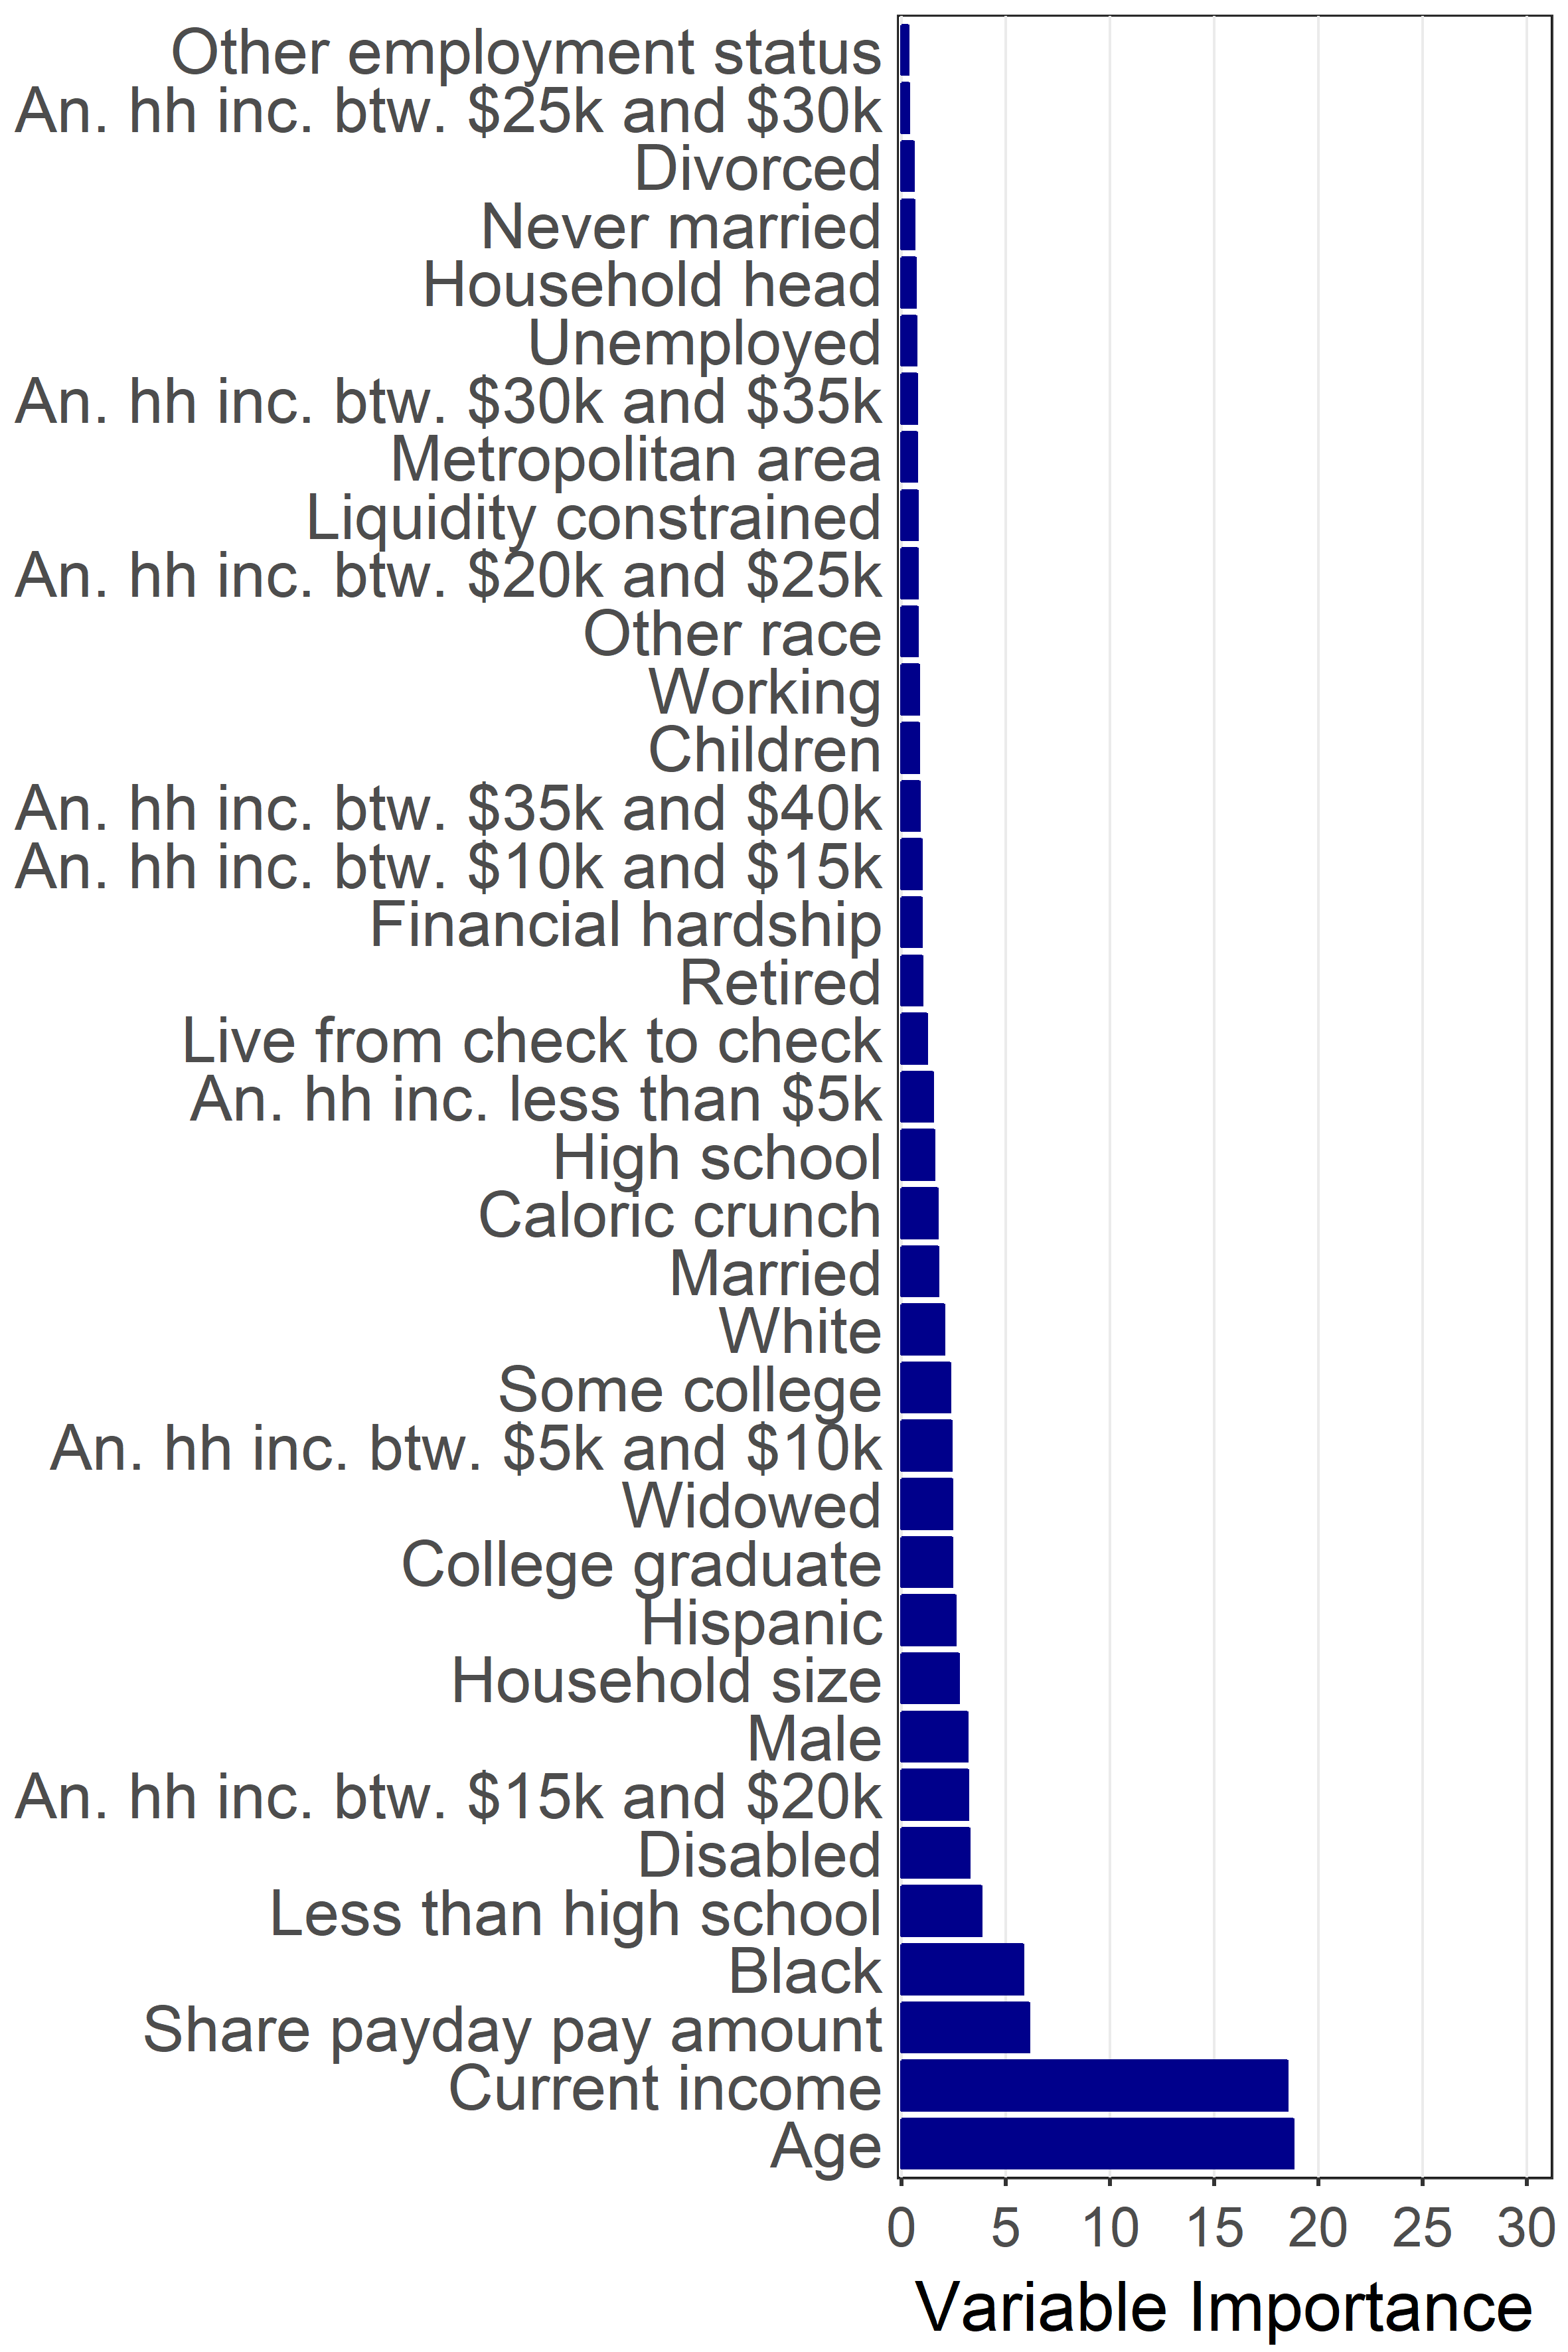 Other employment status
An. hh inc. btw. $25k and $30k
Divorced
Never married
Household head
Unemployed
An. hh inc. btw. $30k and $35k
Metropolitan area
Liquidity constrained
An. hh inc. btw. $20k and $25k
Other race
Working
Children
An. hh inc. btw. $35k and $40k
An. hh inc. btw. $10k and $15k
Financial hardship
Retired
Live from check to check
An. hh inc. less than $5k
High school
Caloric crunch
Married
White
Some college
An. hh inc. btw. $5k and $10k
Widowed
College graduate
Hispanic
Household size
Male
An. hh inc. btw. $15k and $20k
Disabled
Less than high school
Black
Share payday pay amount
Current income
Age
0 5 10 15 20 25 30
Variable Importance